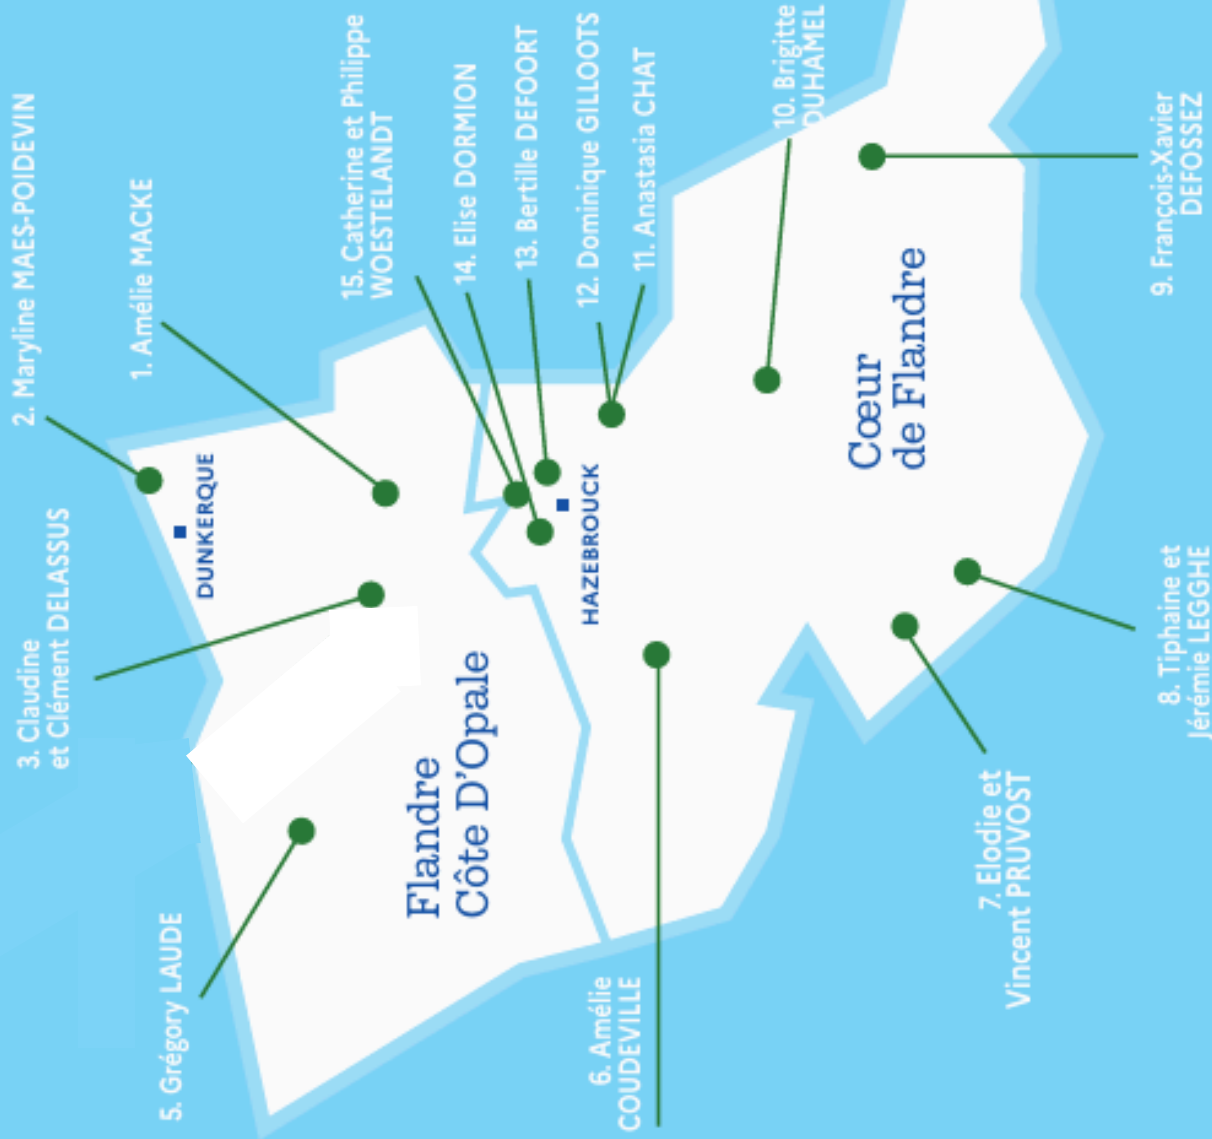 2. Maryline MAES-POIDEVIN
1. Amélie MACKE
15. Catherine et Philippe
WOESTELANDT
14. Elise DORMION
13. Bertille DEFOORT
12. Dominique GILLOOTS
11. Anastasia CHAT
10. Brigitte
DUHAMEL
9. François-Xavier
DEFOSSEZ
3. Claudine
et Clément DELASSUS
DUNKERQUE
HAZEBROUCK
Cœur
de Flandre
Flandre
Côte D'Opale
8. Tiphaine et
Jérémie LEGGHE
7. Elodie et
Vincent PRUVOST
6. Amélie
COUDEVILLE
5. Grégory LAUDE